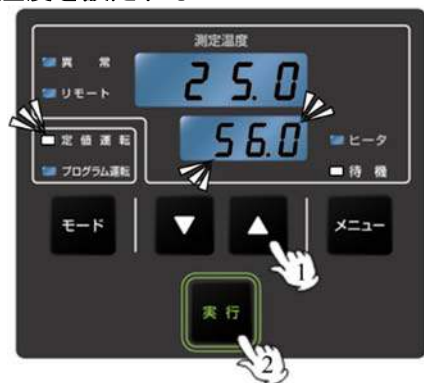 測定温度
異常
リモート
25.0
56.0
定値運転
プログラム運転
ヒータ
待機
モード
▼
▲
メニュー
1
実行
2